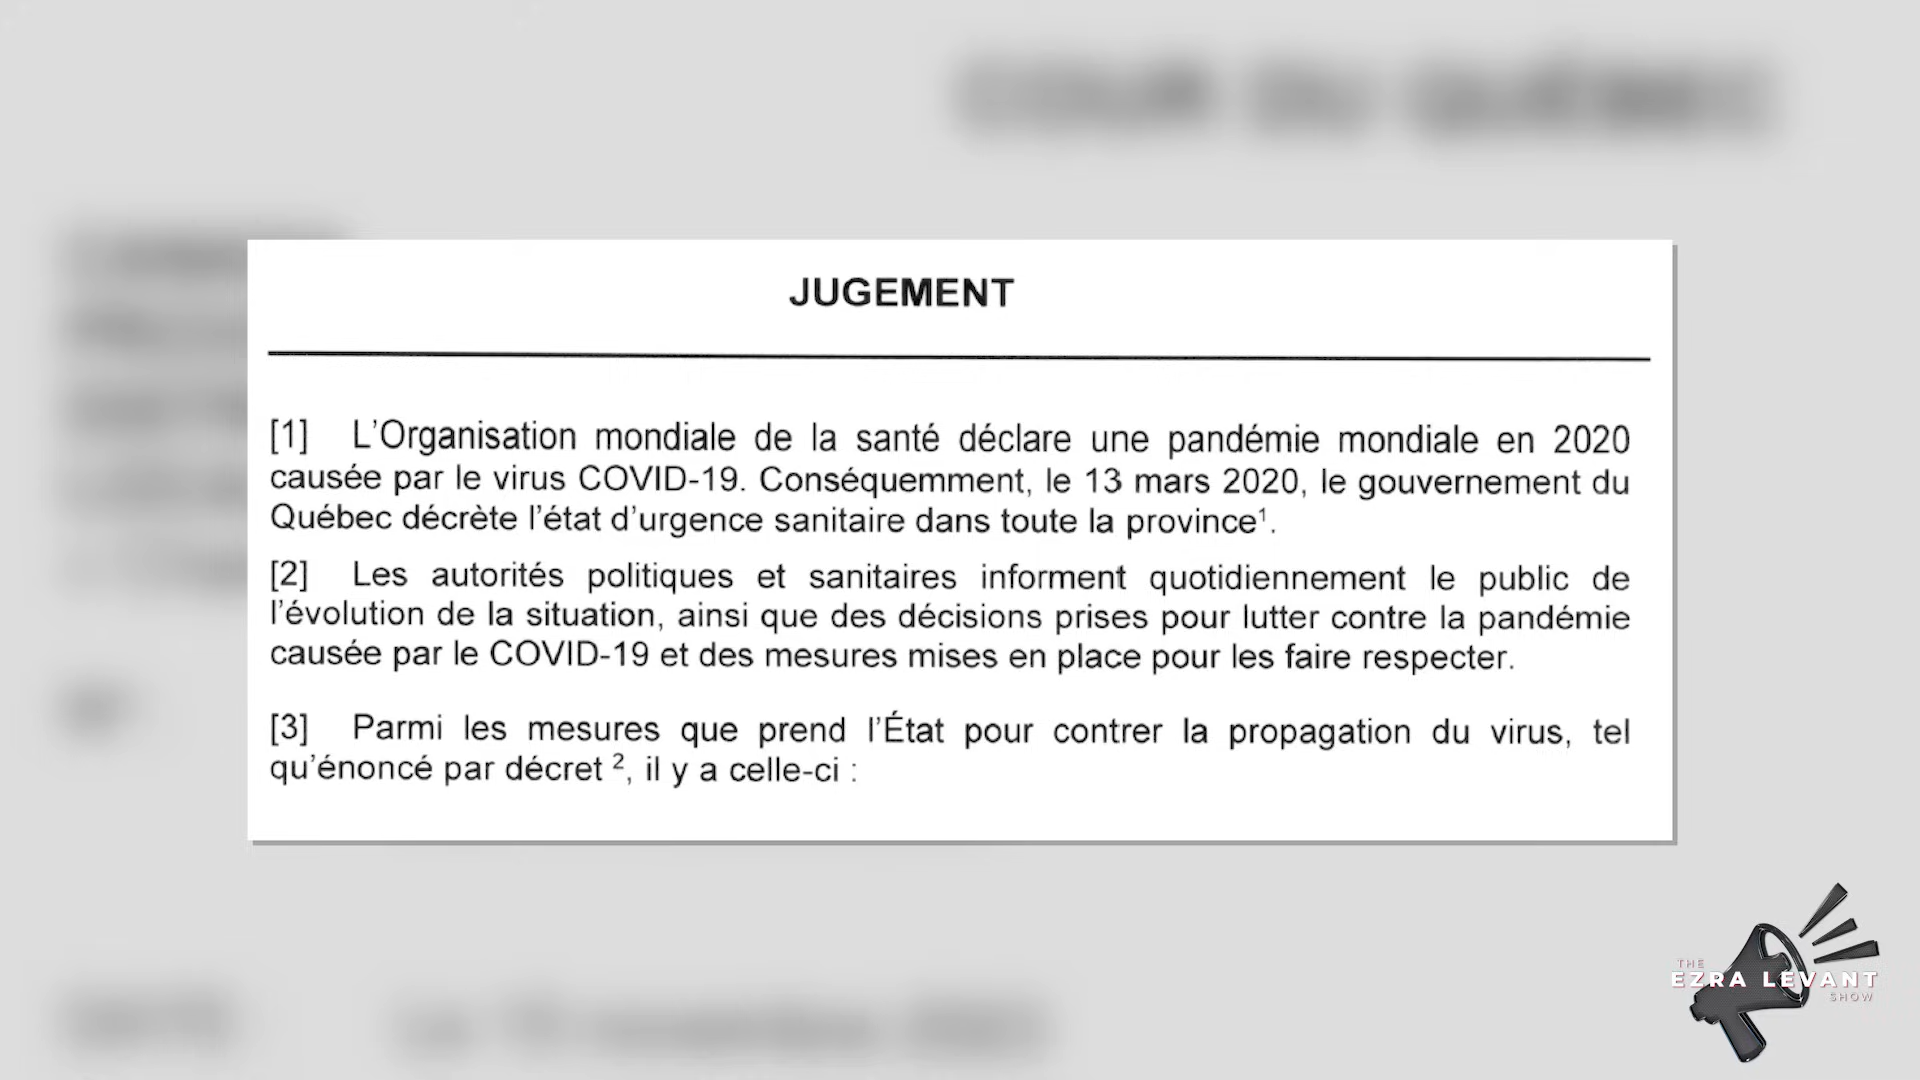 COUR DU QUÉBEC
JUGEMENT
[1] L'Organisation mondiale de la santé déclare une pandémie mondiale en 2020
causée par le virus COVID-19. Conséquemment, le 13 mars 2020, le gouvernement du
Québec décrète l'état d'urgence sanitaire dans toute la province¹.
[2] Les autorités politiques et sanitaires informent quotidiennement le public de
l'évolution de la situation, ainsi que des décisions prises pour lutter contre la pandémie
causée par le COVID-19 et des mesures mises en place pour les faire respecter.
[3] Parmi les mesures que prend l'État pour contrer la propagation du virus, tel
qu'énoncé par décret ², il y a celle-ci :
THE
EZRA LEVANT
SHOW